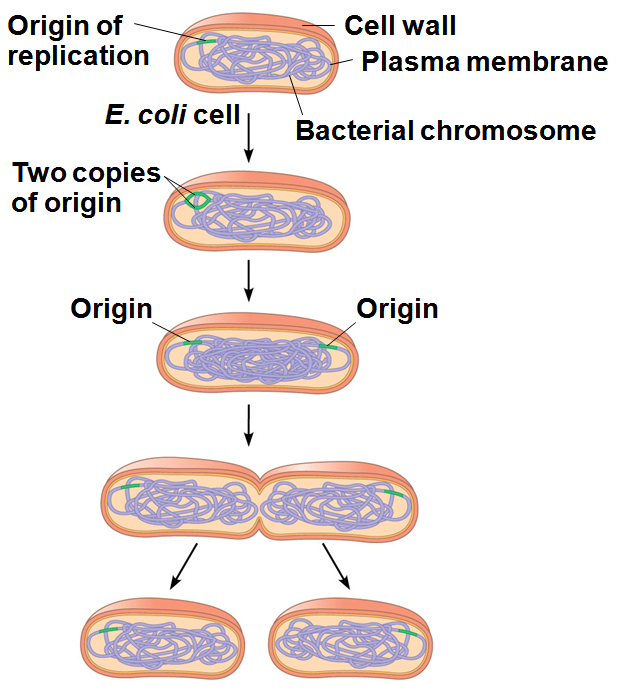 Origin of
replication
Cell wall
Plasma membrane
E. coli cell
Bacterial chromosome
Two copies
of origin
Origin
Origin